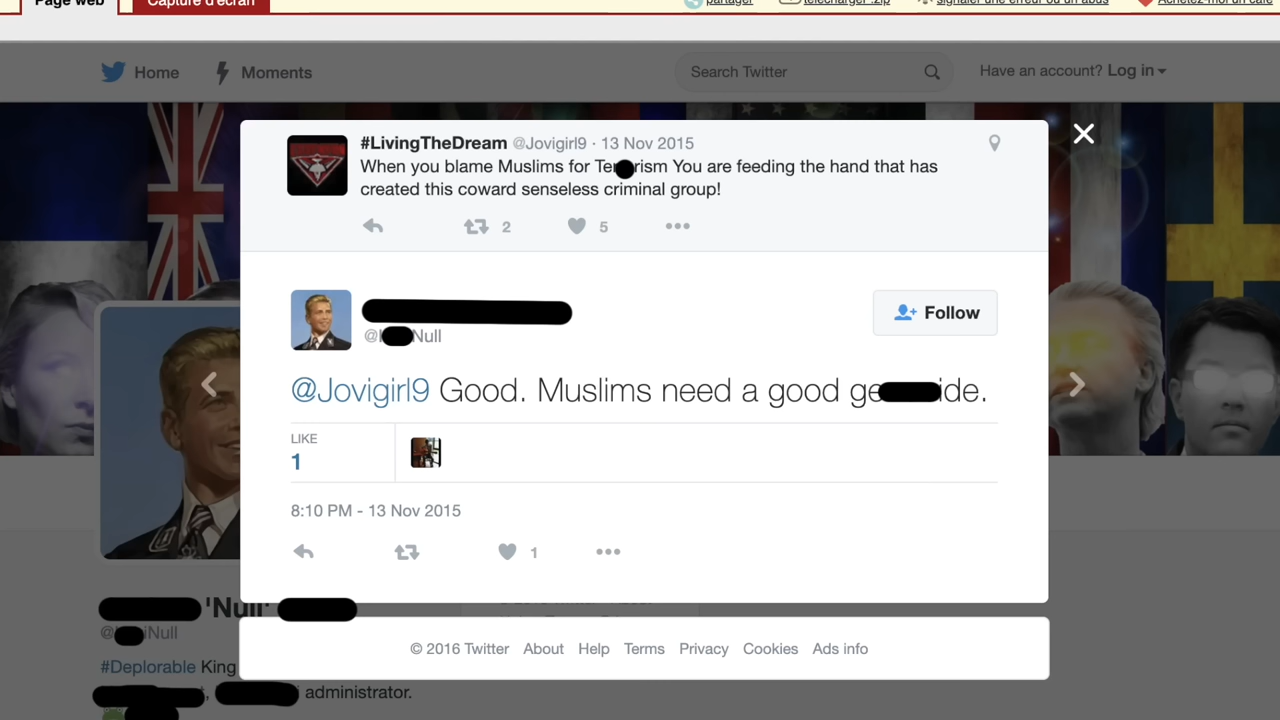 Page web
Capture d'écran
partager
télécharger .zip
signaler une erreur ou un abus
Achetez-moi un café
Home
Moments
Search Twitter
Have an account? Log in
#LivingTheDream @Jovigirl9 · 13 Nov 2015
When you blame Muslims for Te rism You are feeding the hand that has
created this coward senseless criminal group!
2
5
@ Null
Follow
@Jovigirl9 Good. Muslims need a good ge ide.
LIKE
1
8:10 PM - 13 Nov 2015
1
© 2016 Twitter About Help Terms Privacy Cookies Ads info
'Null'
@ Null
#Deplorable King
, administrator.